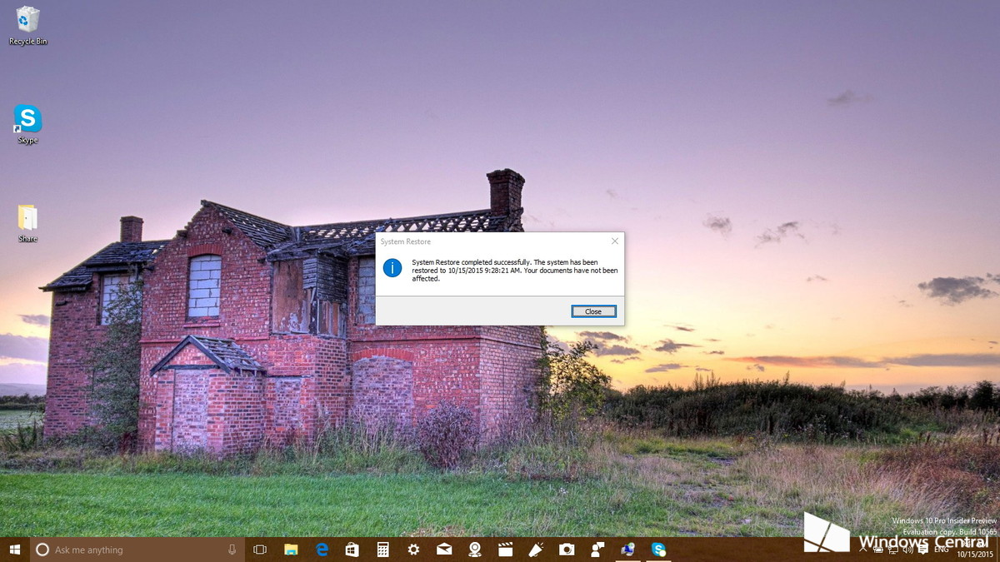 Recycle Bin
Skype
Share
System Restore
System Restore completed successfully. The system has been
restored to 10/15/2015 9:28:21 AM. Your documents have not been
affected.
Close
Windows 10 Pro Insider Preview
Evaluation copy. Build 10565
Ask me anything
Windows Central
ENG
10/15/2015